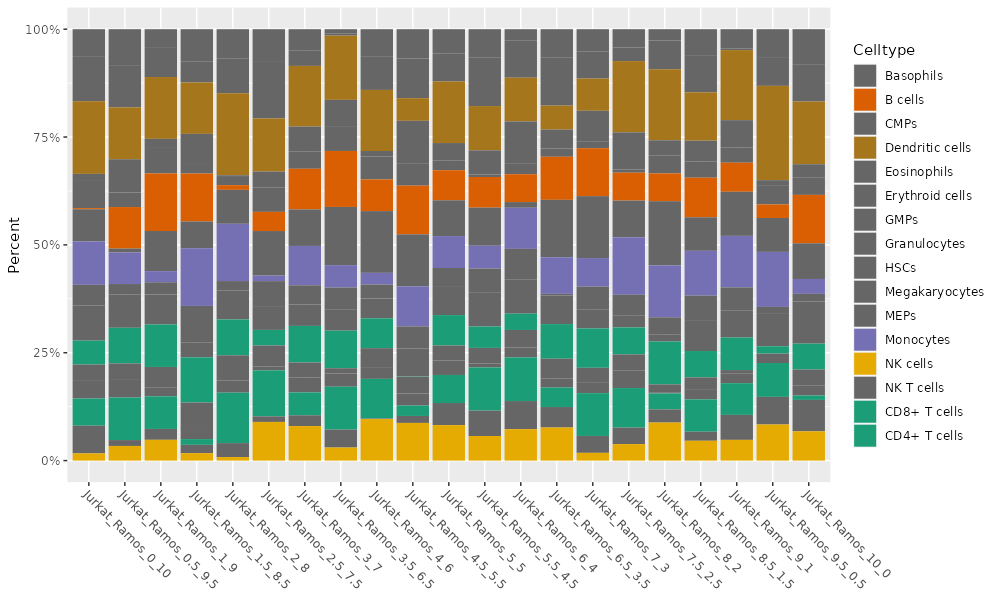 100%
75%
50%
25%
0%
Percent
Jurkat_Ramos_0_10
Jurkat_Ramos_0.5_9.5
Jurkat_Ramos_1_9
Jurkat_Ramos_1.5_8.5
Jurkat_Ramos_2_8
Jurkat_Ramos_2.5_7.5
Jurkat_Ramos_3_7
Jurkat_Ramos_3.5_6.5
Jurkat_Ramos_4_6
Jurkat_Ramos_4.5_5.5
Jurkat_Ramos_5_5
Jurkat_Ramos_5.5_4.5
Jurkat_Ramos_6_4
Jurkat_Ramos_6.5_3.5
Jurkat_Ramos_7_3
Jurkat_Ramos_7.5_2.5
Jurkat_Ramos_8_2
Jurkat_Ramos_8.5_1.5
Jurkat_Ramos_9_1
Jurkat_Ramos_9.5_0.5
Jurkat_Ramos_10_0
Celltype
Basophils
B cells
CMPs
Dendritic cells
Eosinophils
Erythroid cells
GMPs
Granulocytes
HSCs
Megakaryocytes
MEPs
Monocytes
NK cells
NK T cells
CD8+ T cells
CD4+ T cells